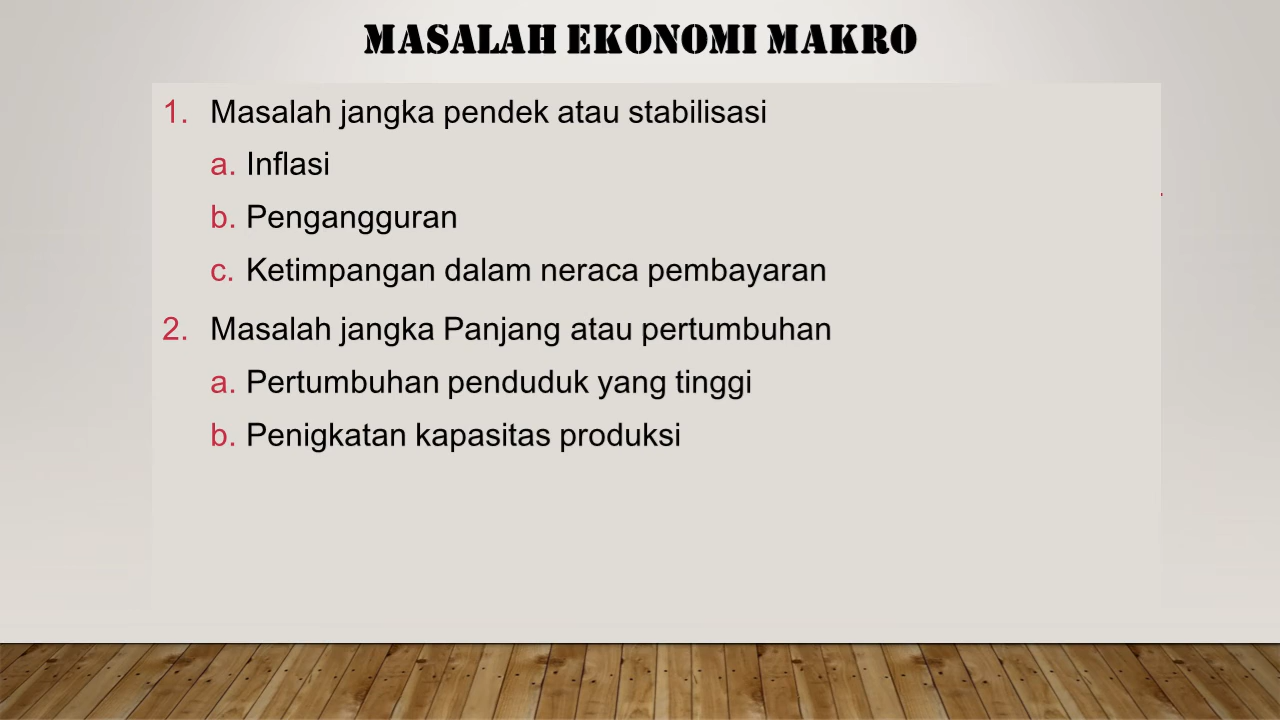 MASALAH EKONOMI MAKRO
1. Masalah jangka pendek atau stabilisasi
a. Inflasi
b. Pengangguran
c. Ketimpangan dalam neraca pembayaran
2. Masalah jangka Panjang atau pertumbuhan
a. Pertumbuhan penduduk yang tinggi
b. Penigkatan kapasitas produksi